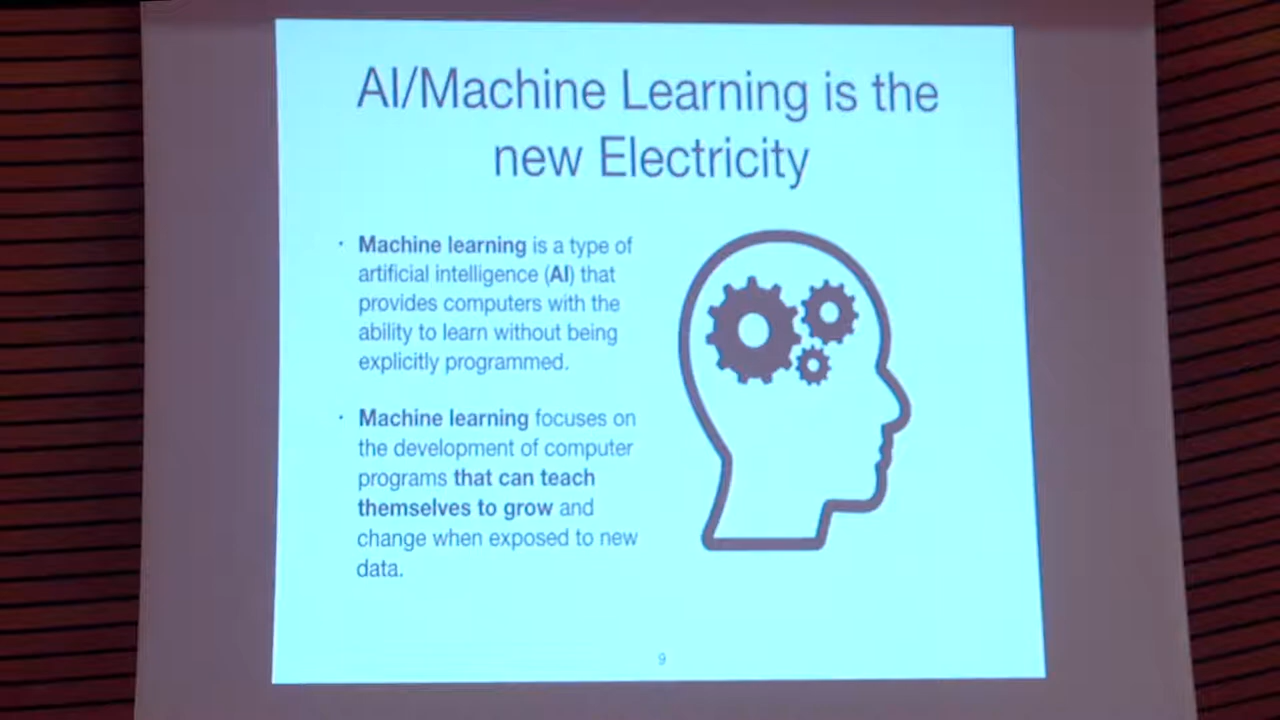 AI/Machine Learning is the
new Electricity
· Machine learning is a type of
artificial intelligence (AI) that
provides computers with the
ability to learn without being
explicitly programmed.
· Machine learning focuses on
the development of computer
programs that can teach
themselves to grow and
change when exposed to new
data.
9